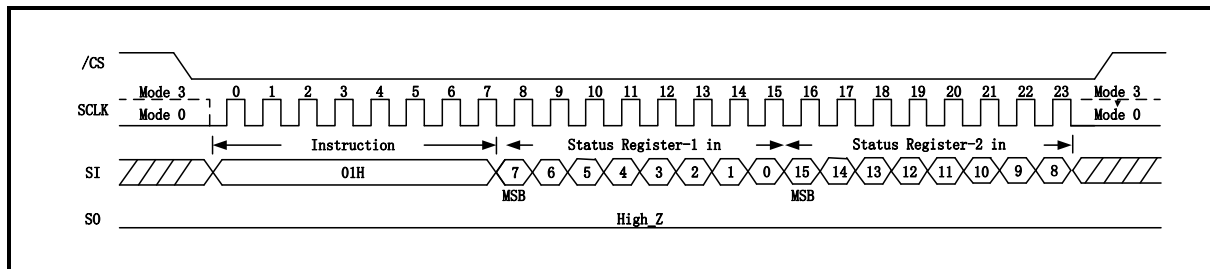 /CS
Mode 3 0 1 2 3 4 5 6 7 8 9 10 11 12 13 14 15 16 17 18 19 20 21 22 23 Mode 3
SCLK Mode 0 Mode 0
Instruction Status Register-1 in Status Register-2 in
SI 01H 7 6 5 4 3 2 1 0 15 14 13 12 11 10 9 8
MSB MSB
SO High_Z